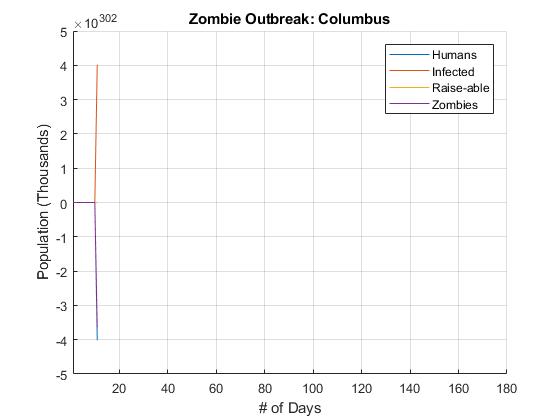 Zombie Outbreak: Columbus
×10^302
5
4
3
2
1
0
-1
-2
-3
-4
-5
Population (Thousands)
Humans
Infected
Raise-able
Zombies
20 40 60 80 100 120 140 160 180
# of Days